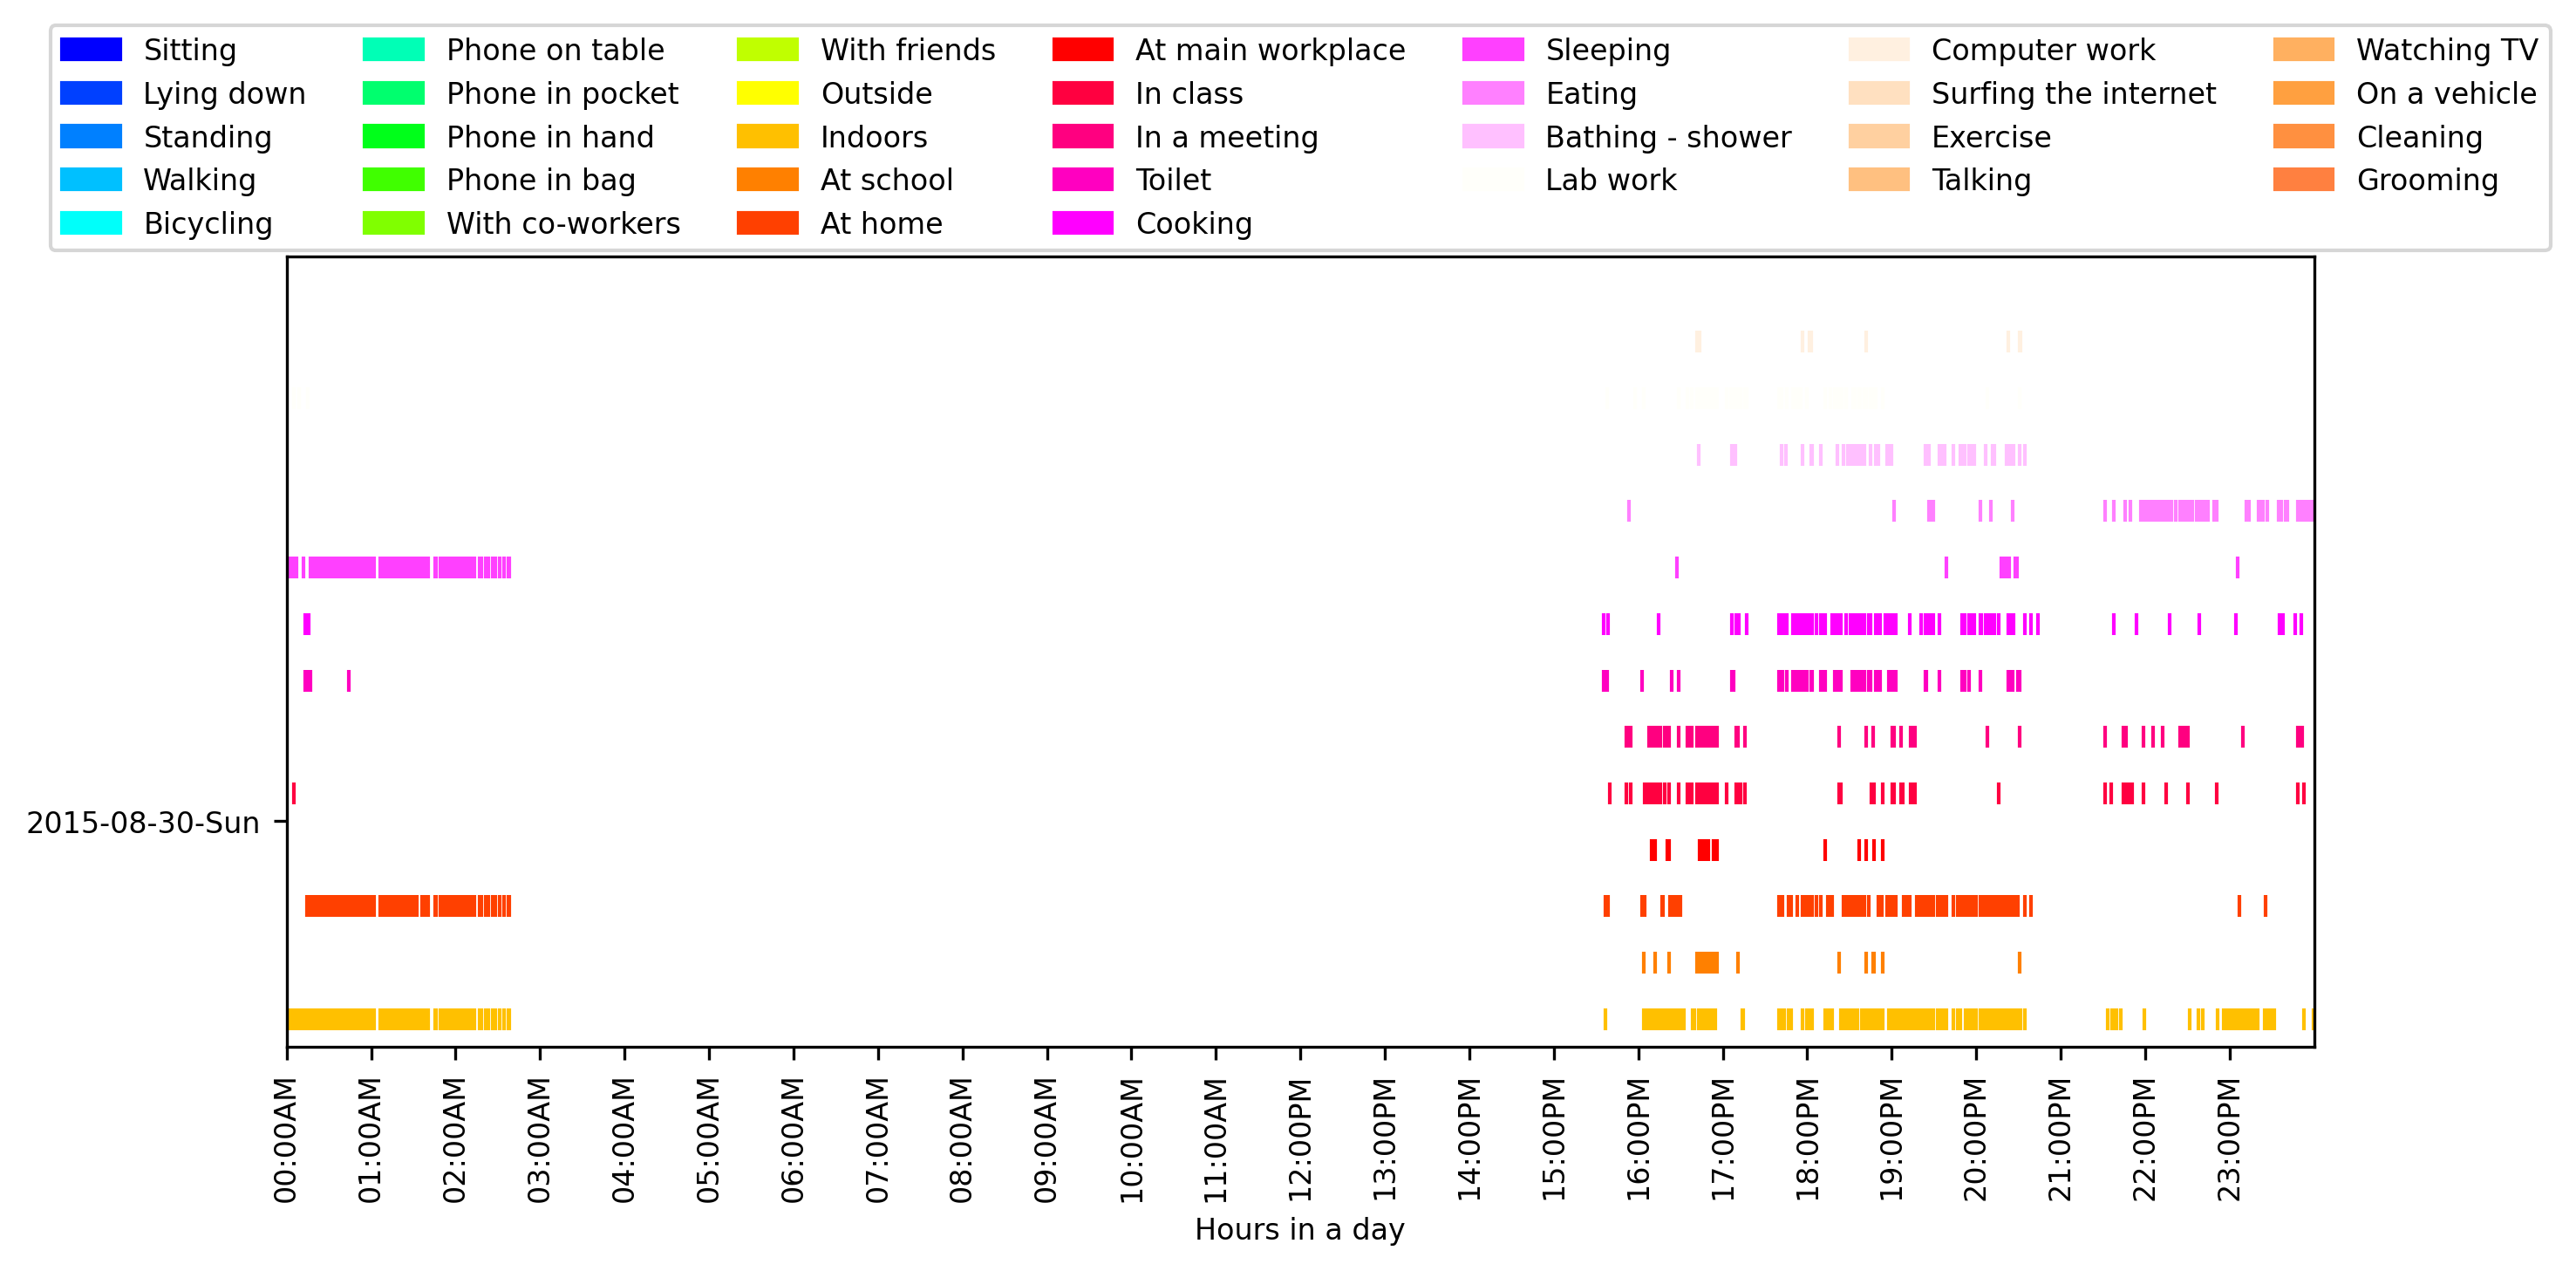 Sitting
Lying down
Standing
Walking
Bicycling
Phone on table
Phone in pocket
Phone in hand
Phone in bag
With co-workers
With friends
Outside
Indoors
At school
At home
At main workplace
In class
In a meeting
Toilet
Cooking
Sleeping
Eating
Bathing - shower
Lab work
Computer work
Surfing the internet
Exercise
Talking
Watching TV
On a vehicle
Cleaning
Grooming
2015-08-30-Sun
00:00AM
01:00AM
02:00AM
03:00AM
04:00AM
05:00AM
06:00AM
07:00AM
08:00AM
09:00AM
10:00AM
11:00AM
12:00PM
13:00PM
14:00PM
15:00PM
16:00PM
17:00PM
18:00PM
19:00PM
20:00PM
21:00PM
22:00PM
23:00PM
Hours in a day